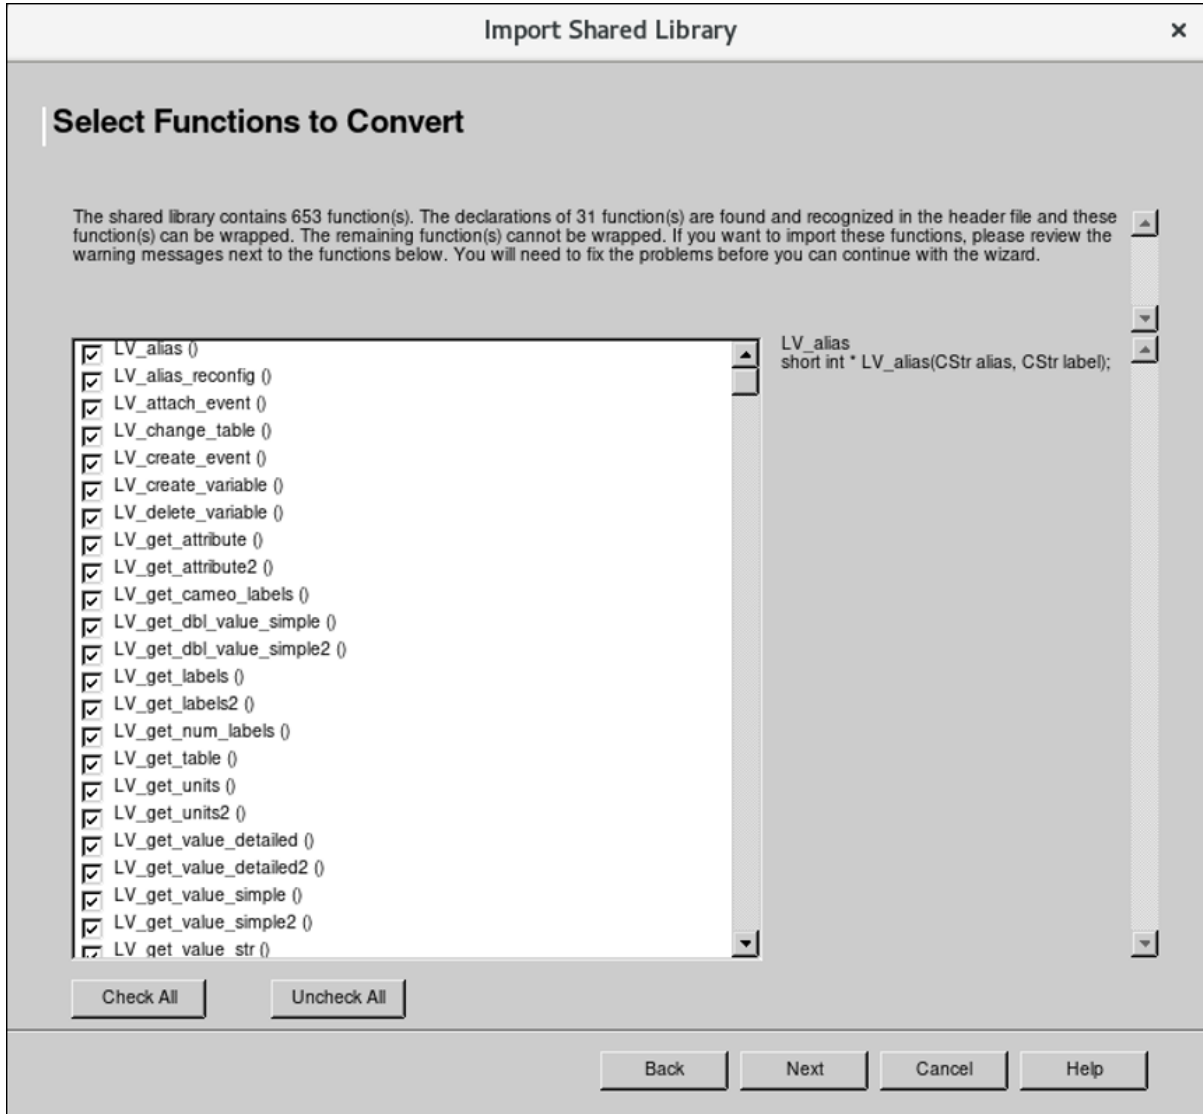 Import Shared Library
Select Functions to Convert
The shared library contains 653 function(s). The declarations of 31 function(s) are found and recognized in the header file and these
function(s) can be wrapped. The remaining function(s) cannot be wrapped. If you want to import these functions, please review the
warning messages next to the functions below. You will need to fix the problems before you can continue with the wizard.
LV_alias ()
LV_alias_reconfig ()
LV_attach_event ()
LV_change_table ()
LV_create_event ()
LV_create_variable ()
LV_delete_variable ()
LV_get_attribute ()
LV_get_attribute2 ()
LV_get_cameo_labels ()
LV_get_dbl_value_simple ()
LV_get_dbl_value_simple2 ()
LV_get_labels ()
LV_get_labels2 ()
LV_get_num_labels ()
LV_get_table ()
LV_get_units ()
LV_get_units2 ()
LV_get_value_detailed ()
LV_get_value_detailed2 ()
LV_get_value_simple ()
LV_get_value_simple2 ()
LV_get_value_str ()
LV_alias
short int * LV_alias(CStr alias, CStr label);
Check All
Uncheck All
Back
Next
Cancel
Help